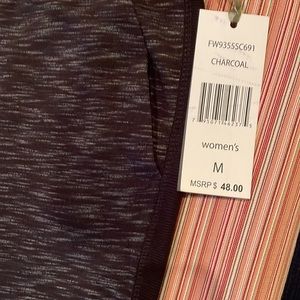 FW9355SC691
CHARCOAL
women's
M
MSRP $ 48.00